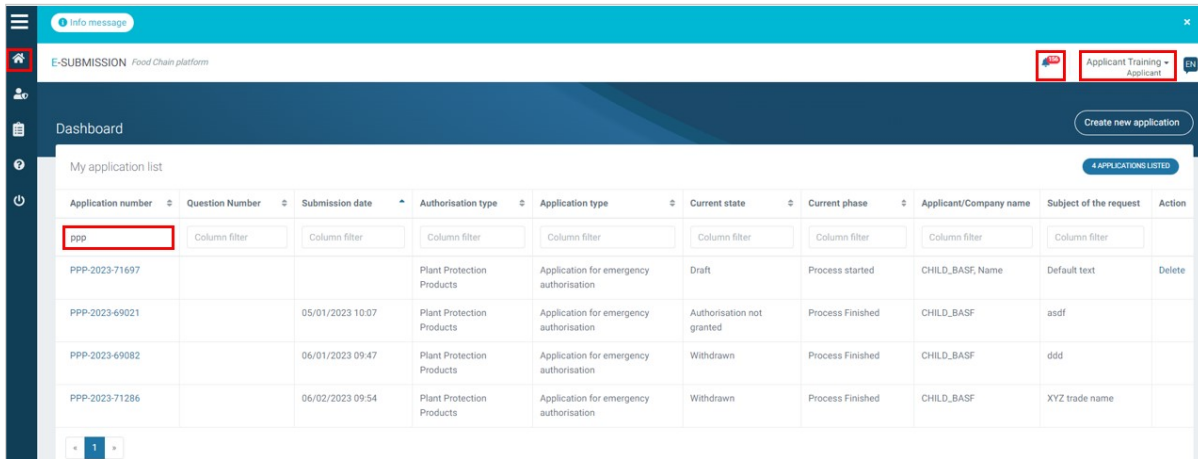 Info message
×
E-SUBMISSION Food Chain platform
196
Applicant Training
Applicant
EN
Dashboard
Create new application
My application list
4 APPLICATIONS LISTED
Application number Question Number Submission date Authorisation type Application type Current state Current phase Applicant/Company name Subject of the request Action
ppp Column filter Column filter Column filter Column filter Column filter Column filter Column filter Column filter
PPP-2023-71697 Plant Protection Application for emergency Draft Process started CHILD_BASF, Name Default text Delete
Products authorisation
PPP-2023-69021 05/01/2023 10:07 Plant Protection Application for emergency Authorisation not Process Finished CHILD_BASF asdf
Products authorisation granted
PPP-2023-69082 06/01/2023 09:47 Plant Protection Application for emergency Withdrawn Process Finished CHILD_BASF ddd
Products authorisation
PPP-2023-71286 06/02/2023 09:54 Plant Protection Application for emergency Withdrawn Process Finished CHILD_BASF XYZ trade name
Products authorisation
« 1 »